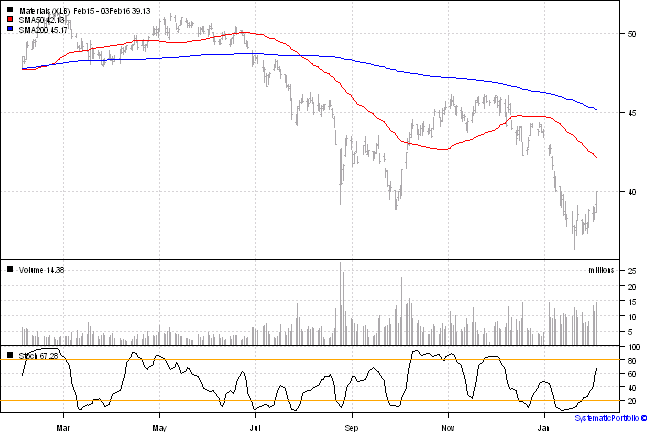 Materials (XLB) Feb15 - 03Feb16 39.13
SMA50 42.13
SMA200 45.17
50
45
40
Volume 14.38
millions
25
20
15
10
5
Stoch 67.28
100
80
60
40
20
Mar
May
Jul
Sep
Nov
Jan
SystematicPortfolio ©